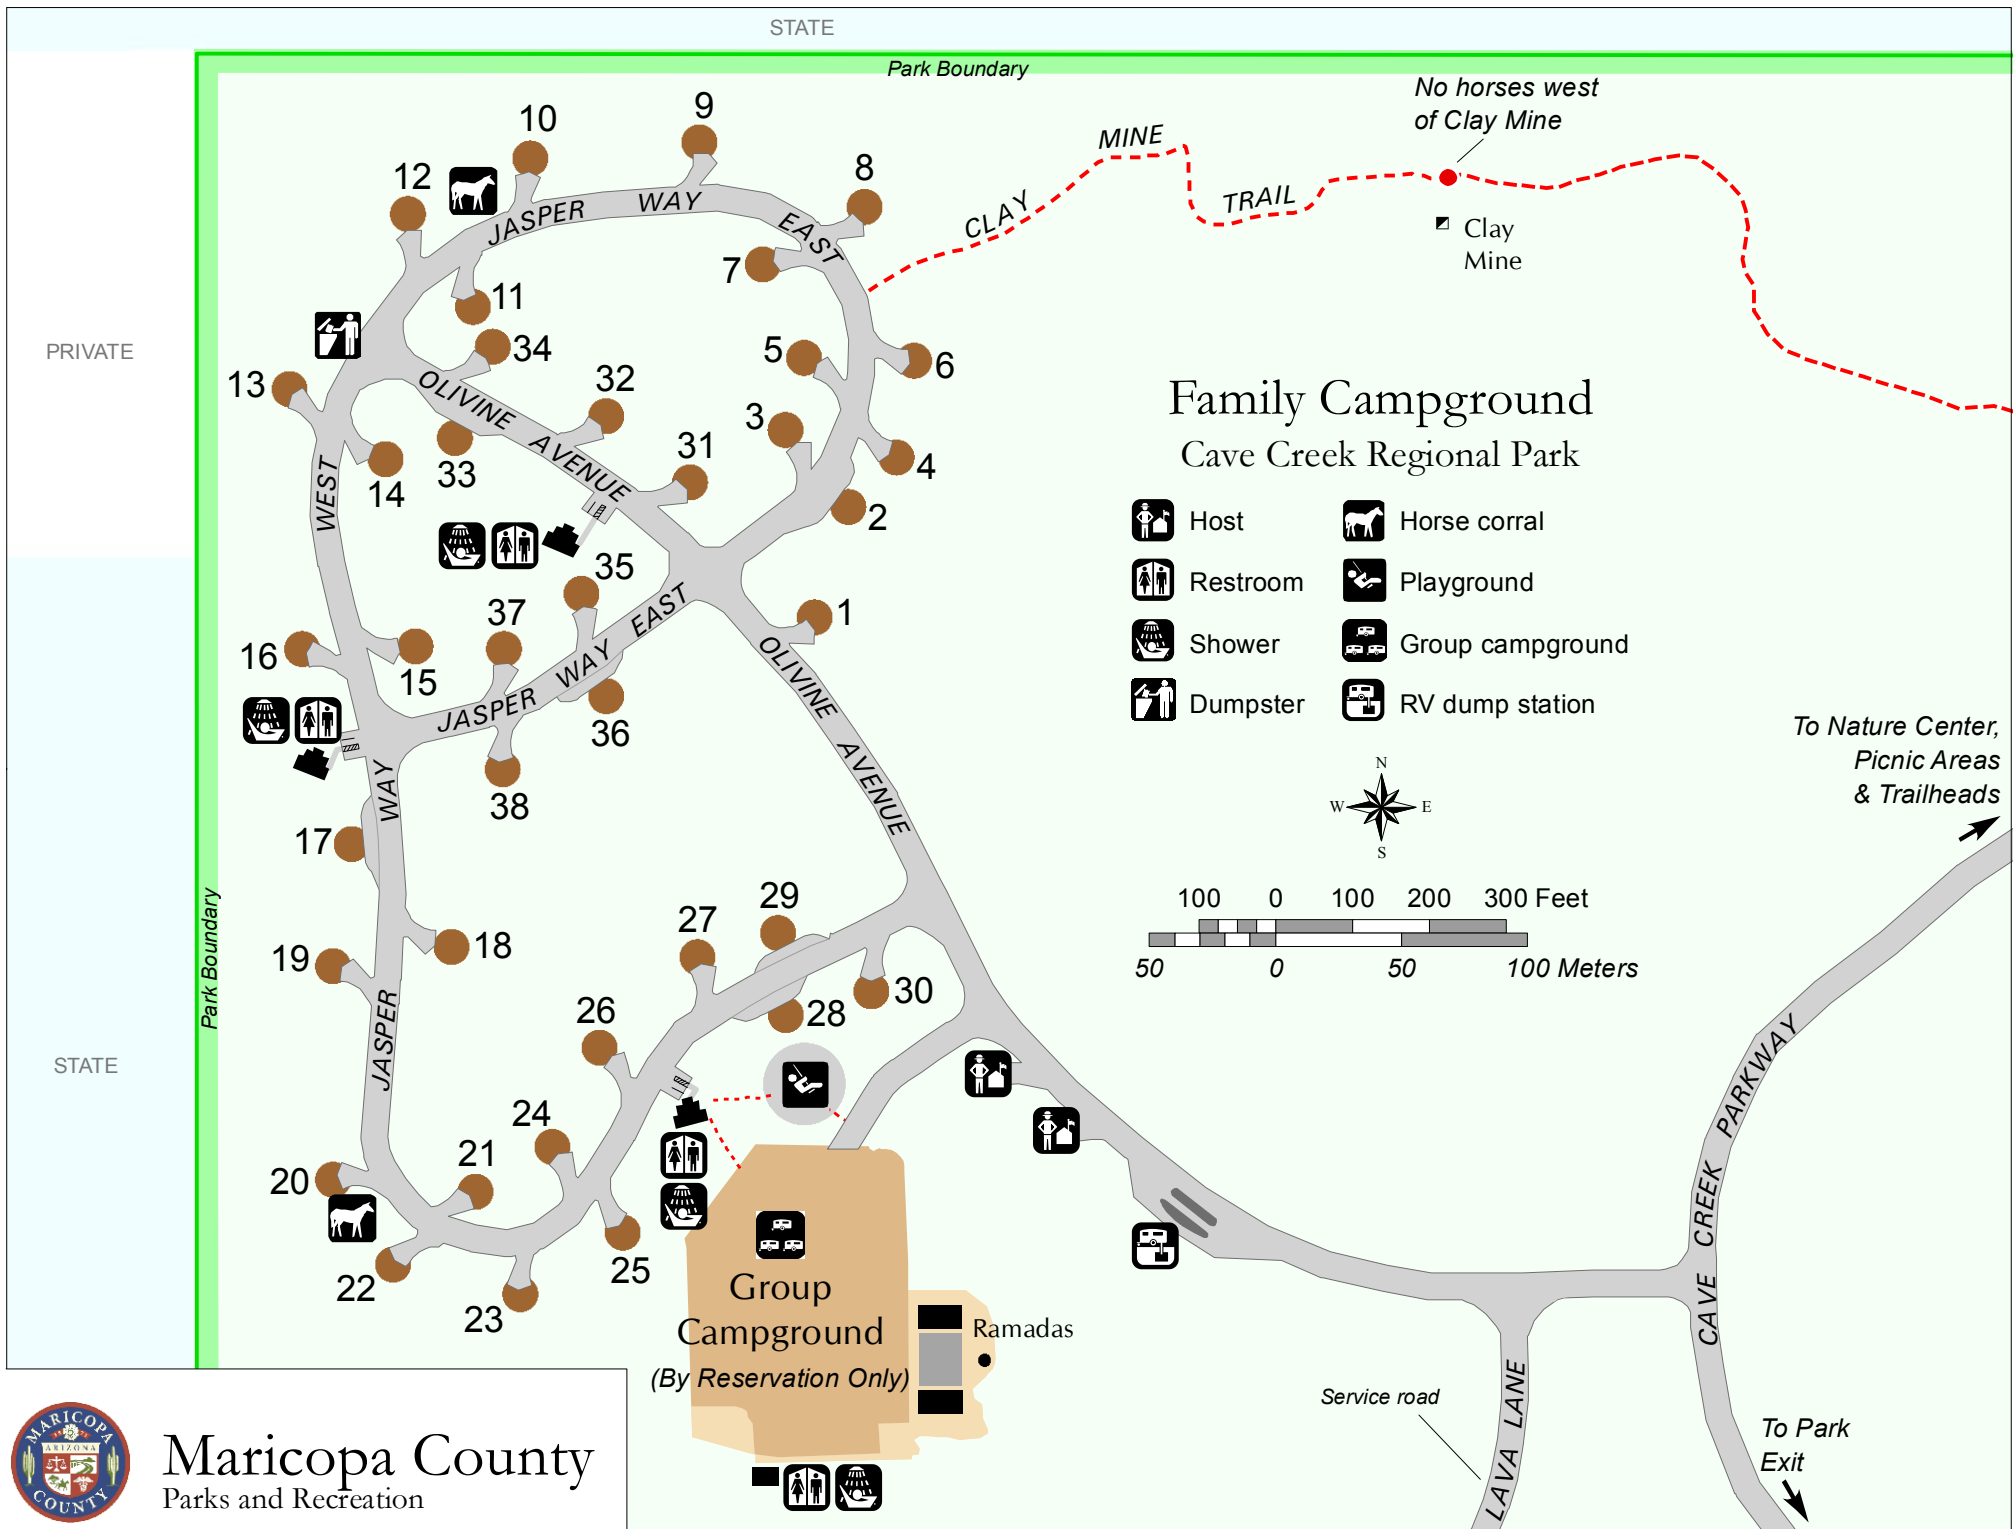 STATE
Park Boundary
No horses west
of Clay Mine
CLAY MINE TRAIL
Clay
Mine
PRIVATE
STATE
Park Boundary
9
10
8
12
7
11
34
5
6
13
32
3
31
4
33
14
2
35
37
1
16
15
36
38
17
29
27
18
19
30
28
26
24
21
20
25
22
23
JASPER WAY EAST
OLIVINE AVENUE
JASPER WAY EAST
OLIVINE AVENUE
JASPER WAY WEST
Family Campground
Cave Creek Regional Park
Host
Horse corral
Restroom
Playground
Shower
Group campground
Dumpster
RV dump station
N
W E
S
100 0 100 200 300 Feet
50 0 50 100 Meters
To Nature Center,
Picnic Areas
& Trailheads
CAVE CREEK PARKWAY
CAVE
Group
Campground
(By Reservation Only)
Ramadas
Service road
LAVA LANE
To Park
Exit
MARICOPA
ARIZONA
COUNTY
Maricopa County
Parks and Recreation